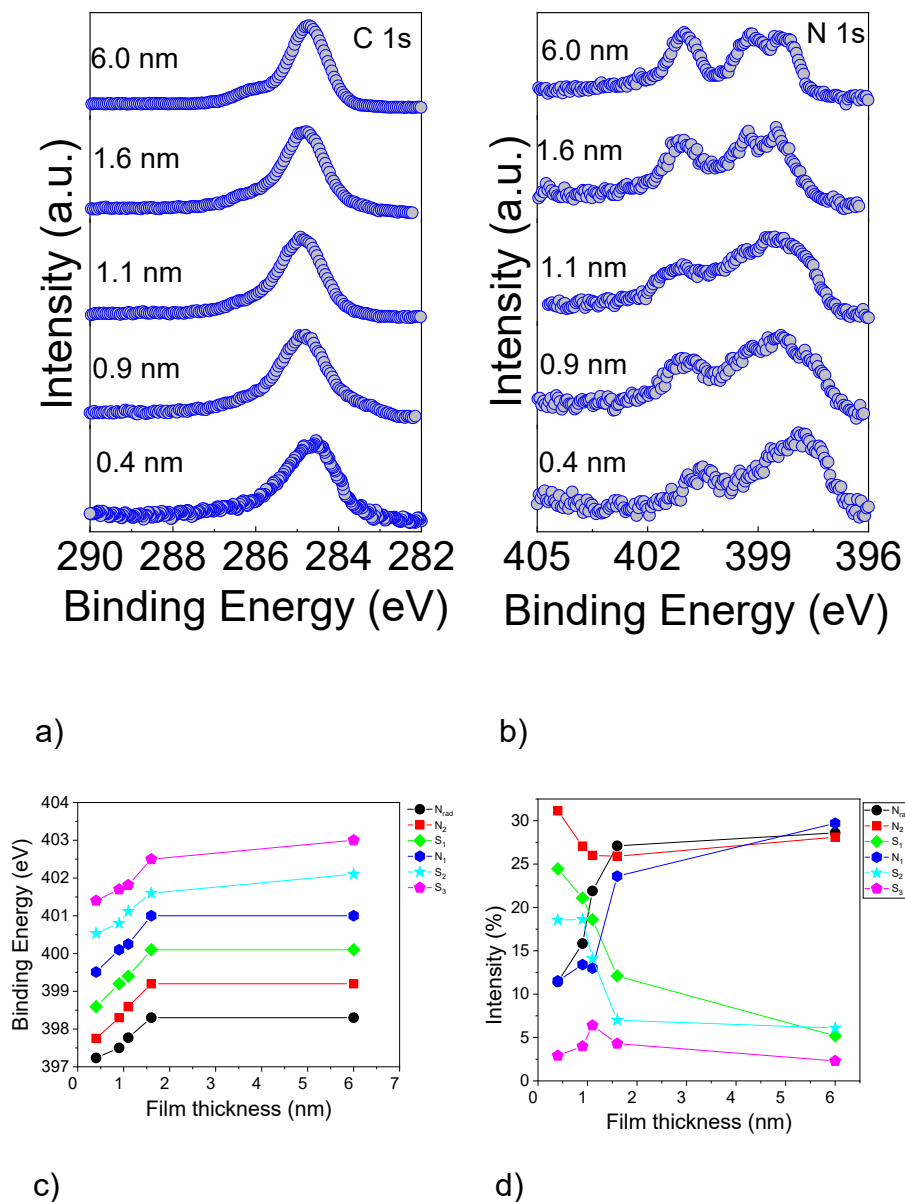 C 1s
6.0 nm
1.6 nm
1.1 nm
0.9 nm
0.4 nm
Intensity (a.u.)
290 288 286 284 282
Binding Energy (eV)
N 1s
6.0 nm
1.6 nm
1.1 nm
0.9 nm
0.4 nm
Intensity (a.u.)
405 402 399 396
Binding Energy (eV)
a)
b)
404
403
402
401
400
399
398
397
Binding Energy (eV)
0 1 2 3 4 5 6 7
Film thickness (nm)
Nrad
N2
S1
N1
S2
S3
30
25
20
15
10
5
0
Intensity (%)
0 1 2 3 4 5 6
Film thickness (nm)
Nra
N2
S1
N1
S2
S3
c)
d)